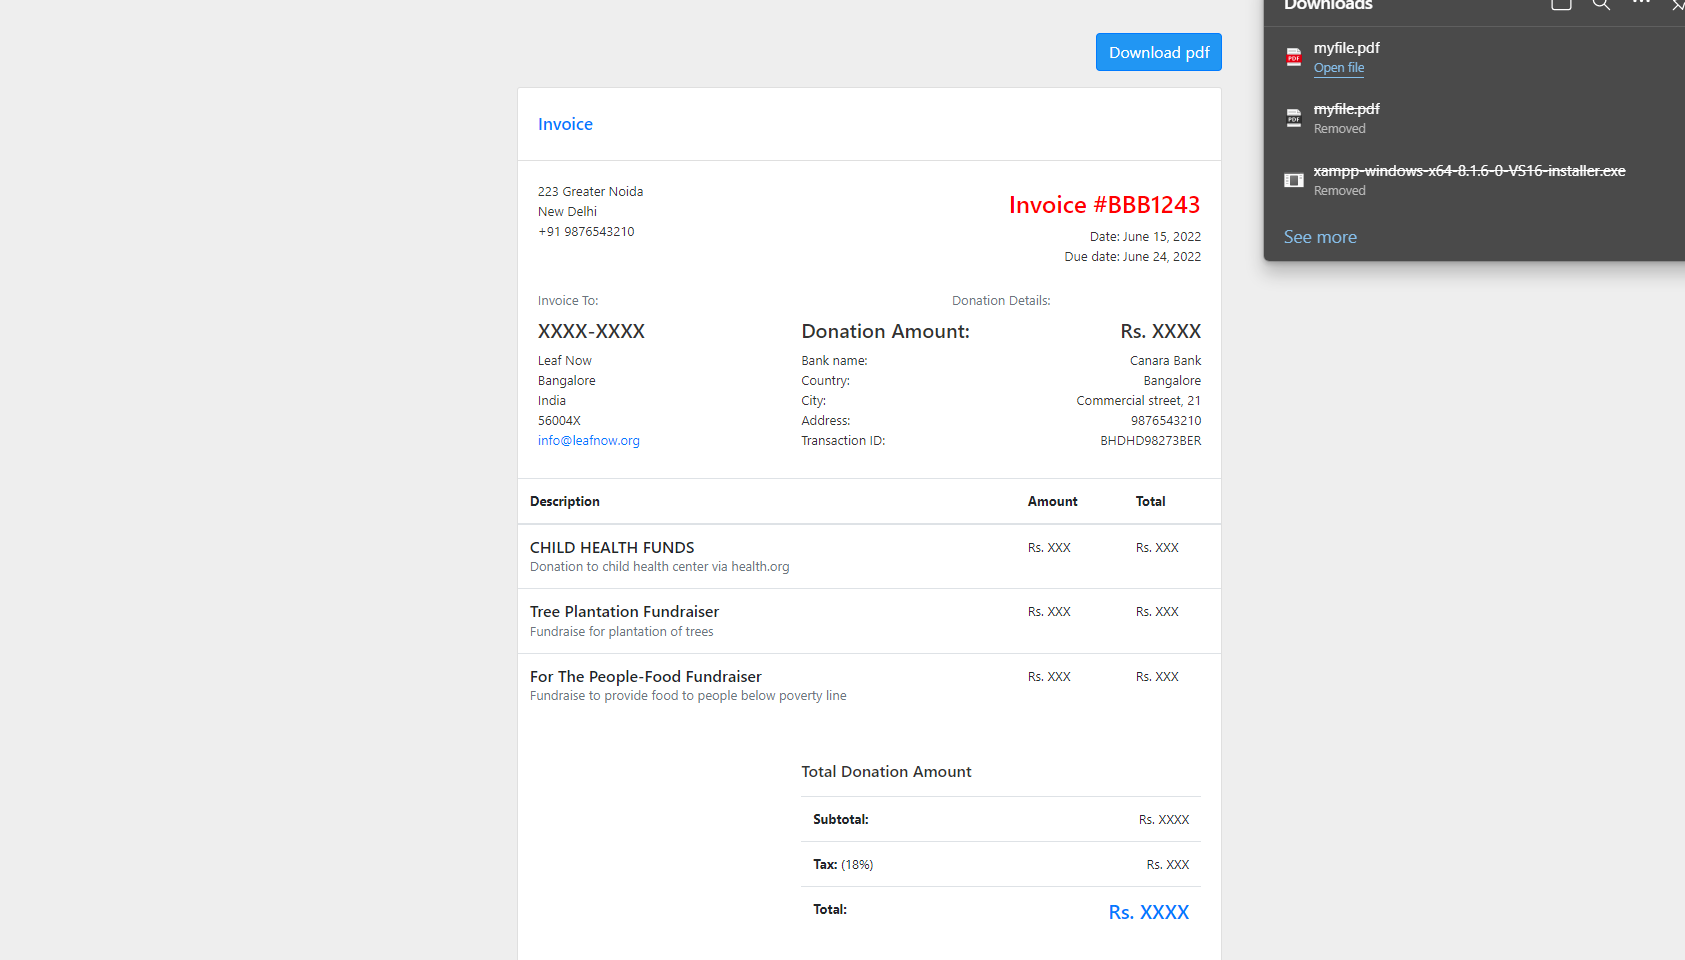 Downloads
Download pdf
myfile.pdf
Open file
myfile.pdf
Removed
xampp-windows-x64-8.1.6-0-VS16-installer.exe
Removed
See more
Invoice
223 Greater Noida
New Delhi
+91 9876543210
Invoice #BBB1243
Date: June 15, 2022
Due date: June 24, 2022
Invoice To:
XXXX-XXXX
Leaf Now
Bangalore
India
56004X
info@leafnow.org
Donation Details:
Donation Amount: Rs. XXXX
Bank name: Canara Bank
Country: Bangalore
City: Commercial street, 21
Address: 9876543210
Transaction ID: BHDHD98273BER
Description Amount Total
CHILD HEALTH FUNDS Rs. XXX Rs. XXX
Donation to child health center via health.org
Tree Plantation Fundraiser Rs. XXX Rs. XXX
Fundraise for plantation of trees
For The People-Food Fundraiser Rs. XXX Rs. XXX
Fundraise to provide food to people below poverty line
Total Donation Amount
Subtotal: Rs. XXXX
Tax: (18%) Rs. XXX
Total: Rs. XXXX